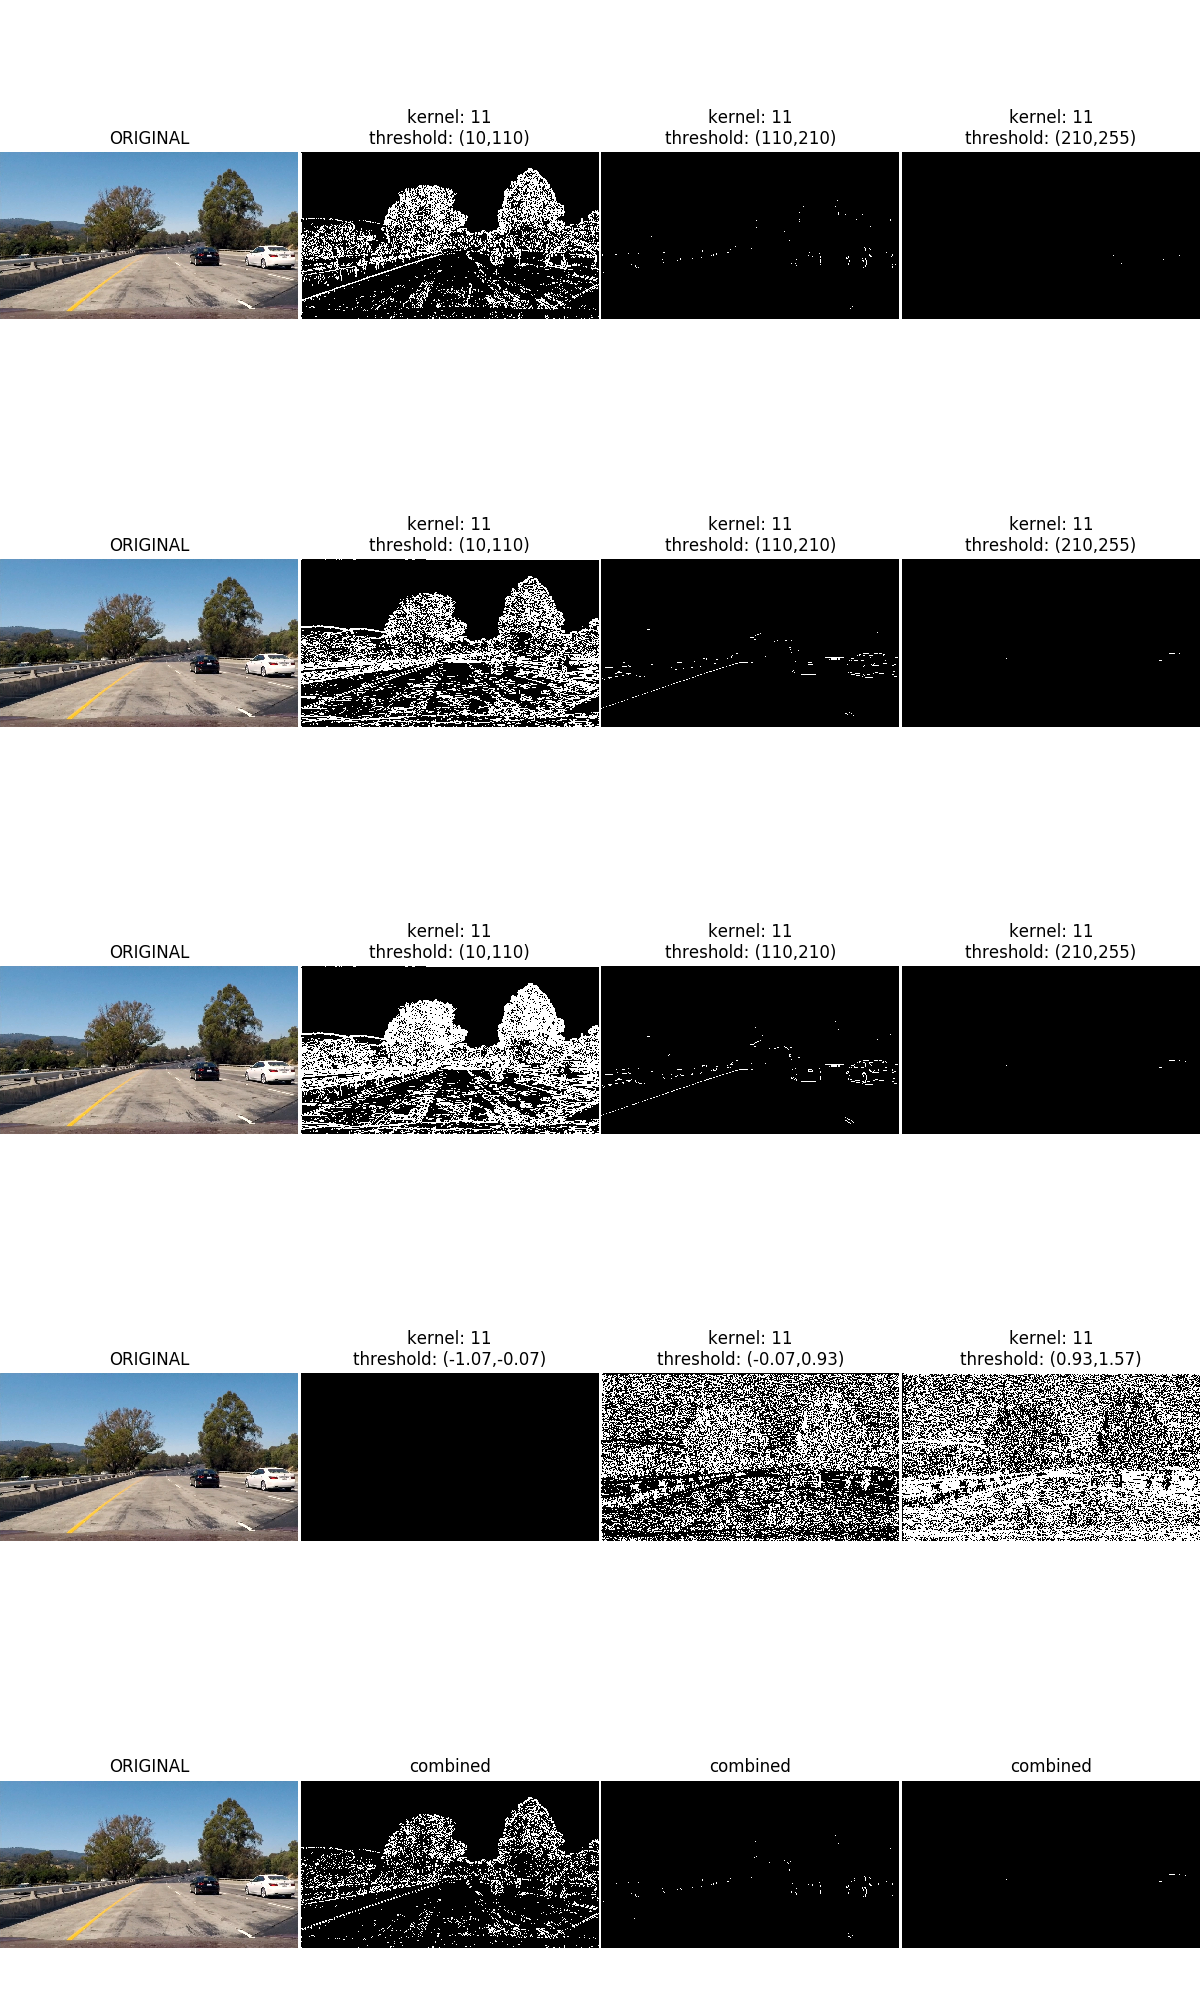 ORIGINAL
kernel: 11
threshold: (10,110)
kernel: 11
threshold: (110,210)
kernel: 11
threshold: (210,255)
ORIGINAL
kernel: 11
threshold: (10,110)
kernel: 11
threshold: (110,210)
kernel: 11
threshold: (210,255)
ORIGINAL
kernel: 11
threshold: (10,110)
kernel: 11
threshold: (110,210)
kernel: 11
threshold: (210,255)
ORIGINAL
kernel: 11
threshold: (-1.07,-0.07)
kernel: 11
threshold: (-0.07,0.93)
kernel: 11
threshold: (0.93,1.57)
ORIGINAL
combined
combined
combined